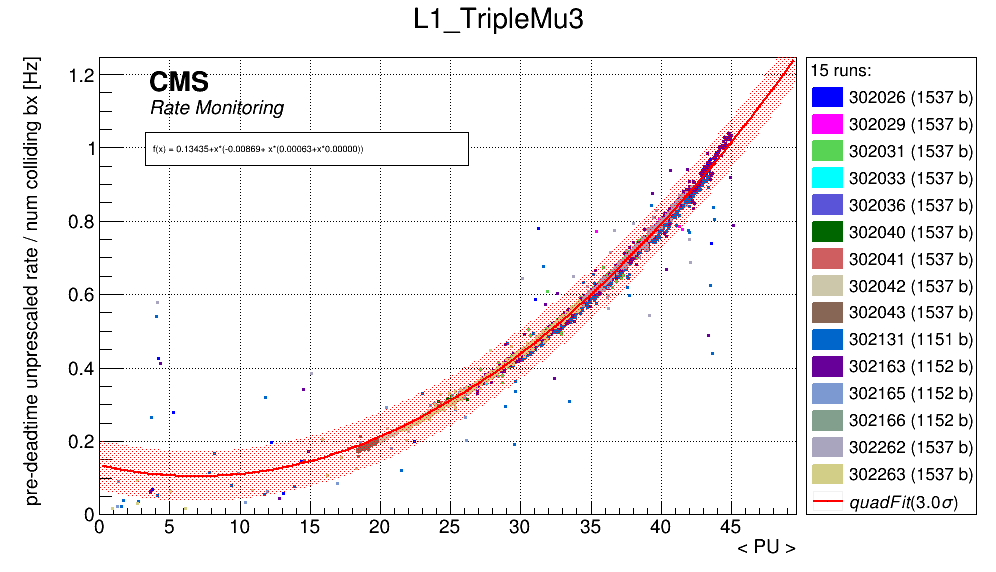 L1_TripleMu3
pre-deadtime unprescaled rate / num colliding bx [Hz]
CMS
Rate Monitoring
f(x) = 0.13435+x*(-0.00869+ x*(0.00063+x*0.00000))
1.2
1
0.8
0.6
0.4
0.2
0
0 5 10 15 20 25 30 35 40 45
< PU >
15 runs:
302026 (1537 b)
302029 (1537 b)
302031 (1537 b)
302033 (1537 b)
302036 (1537 b)
302040 (1537 b)
302041 (1537 b)
302042 (1537 b)
302043 (1537 b)
302131 (1151 b)
302163 (1152 b)
302165 (1152 b)
302166 (1152 b)
302262 (1537 b)
302263 (1537 b)
quadFit(3.0σ)